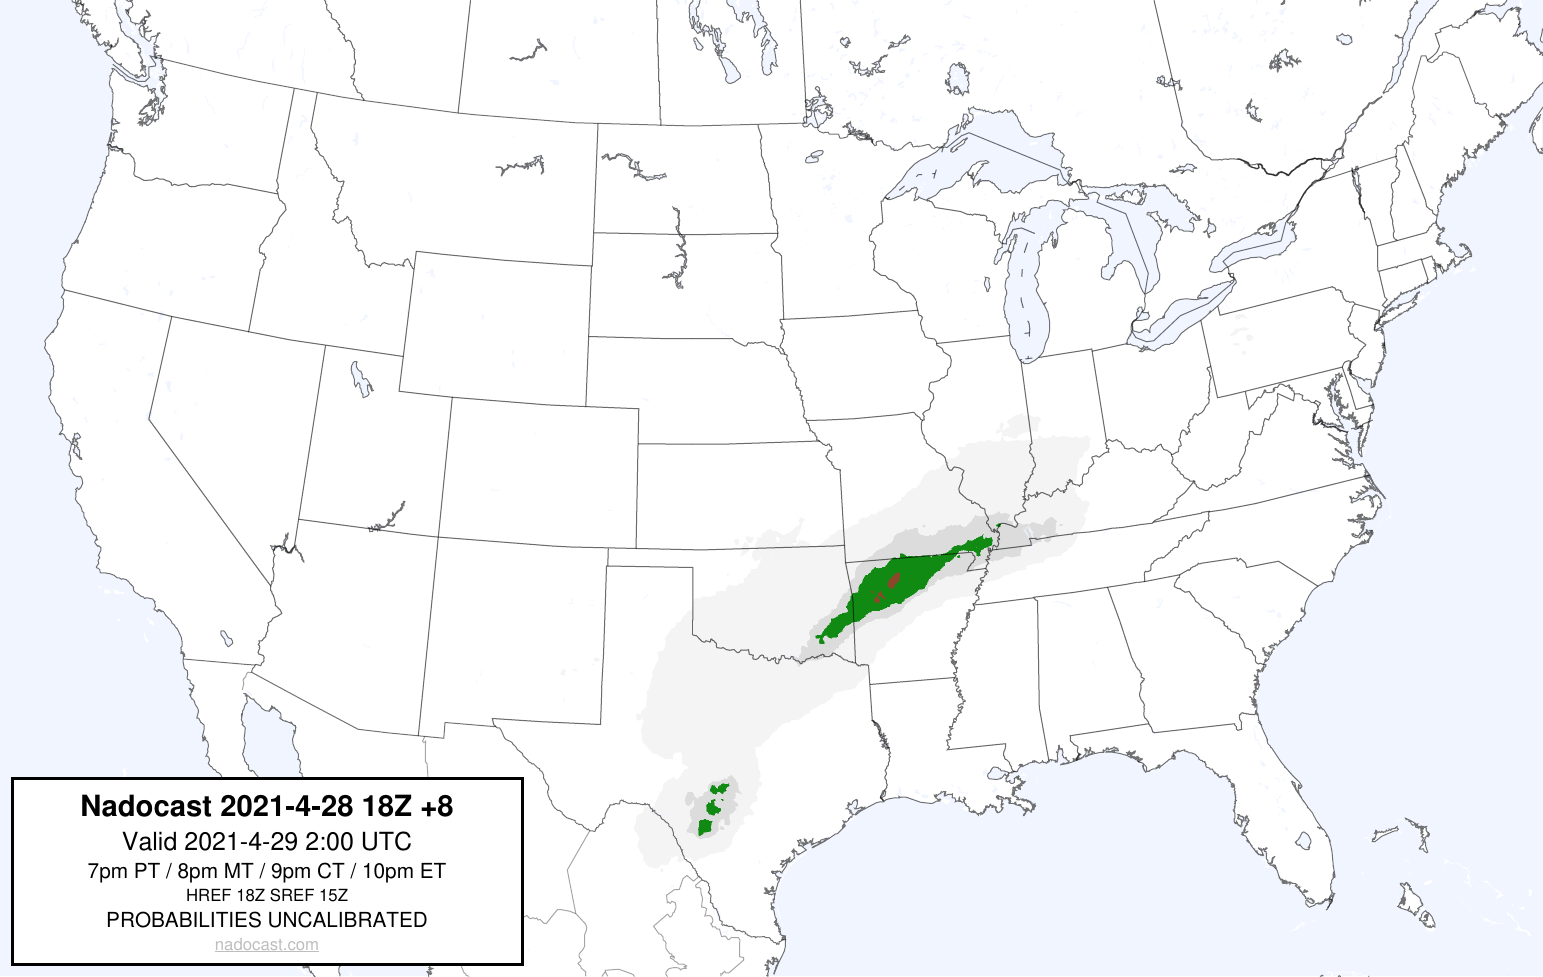 Nadocast 2021-4-28 18Z +8
Valid 2021-4-29 2:00 UTC
7pm PT / 8pm MT / 9pm CT / 10pm ET
HREF 18Z SREF 15Z
PROBABILITIES UNCALIBRATED
nadocast.com